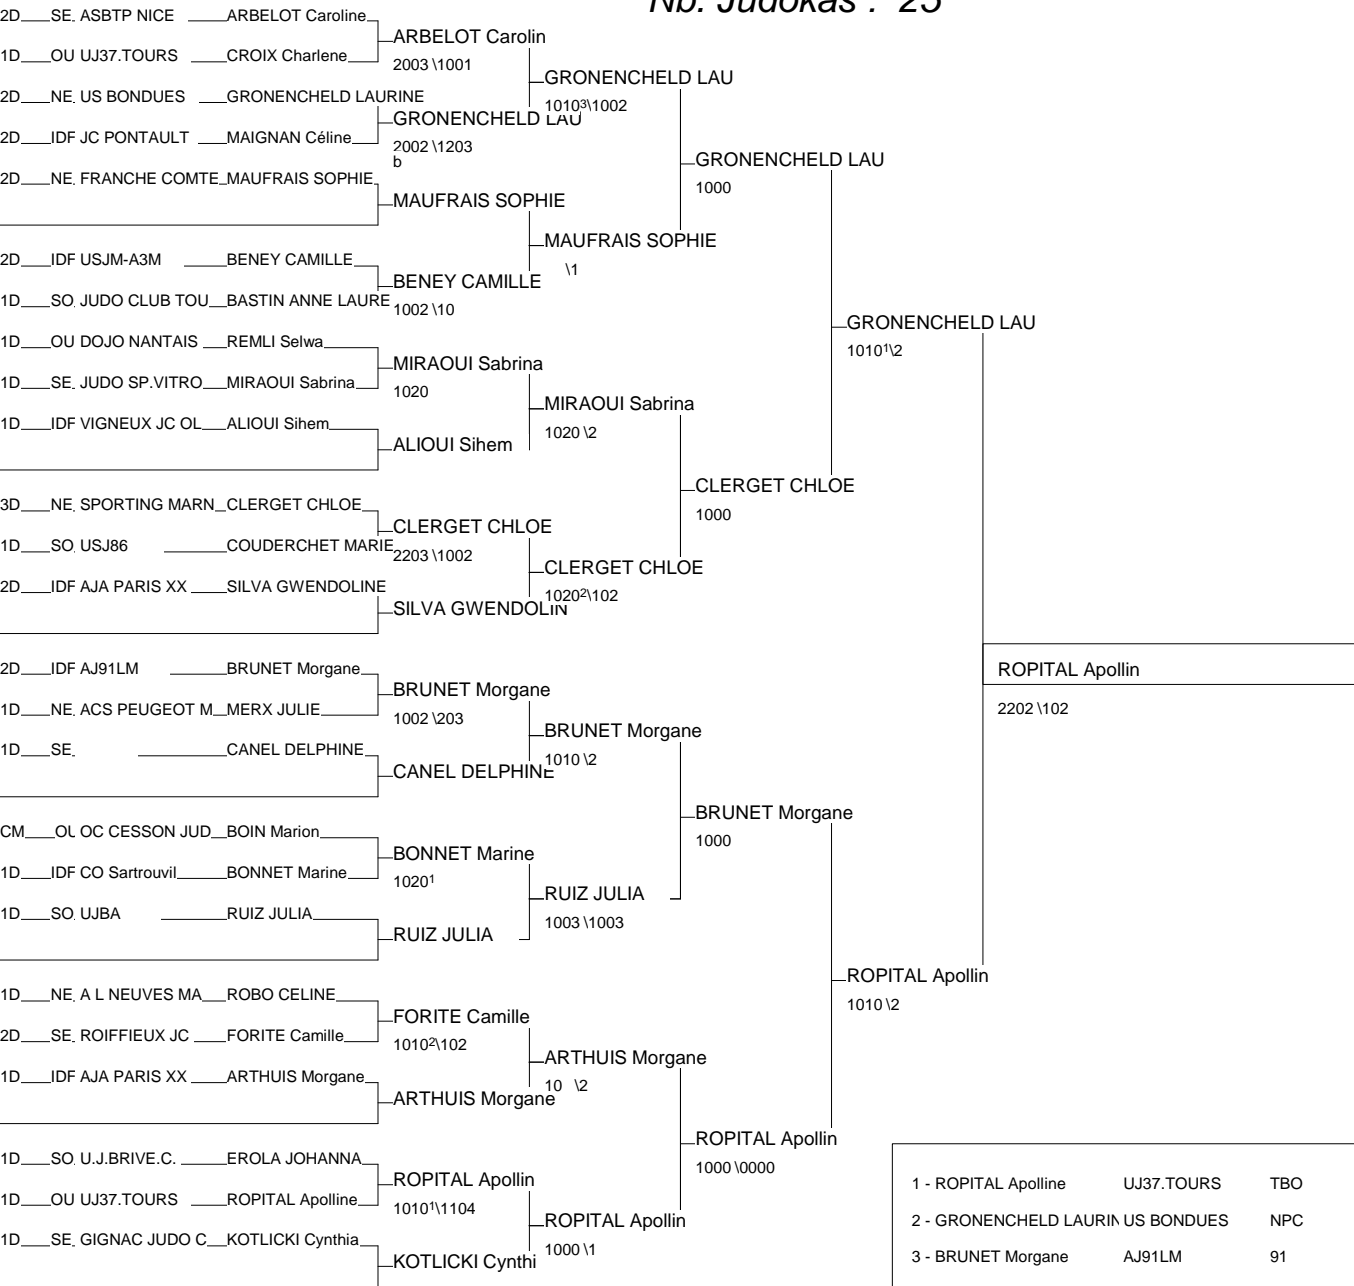 Nb. Judokas : 25
2D SE. ASBTP NICE ARBELOT Caroline
ARBELOT Carolin
2003 \1001
1D OU UJ37.TOURS CROIX Charlene
GRONENCHELD LAU
1010³\1002
2D NE. US BONDUES GRONENCHELD LAURINE
GRONENCHELD LAU
2002 \1203
b
2D IDF JC PONTAULT MAIGNAN Céline
GRONENCHELD LAU
1000
2D NE. FRANCHE COMTE MAUFRAIS SOPHIE
MAUFRAIS SOPHIE
MAUFRAIS SOPHIE
\1
2D IDF USJM-A3M BENEY CAMILLE
BENEY CAMILLE
1002 \10
1D SO. JUDO CLUB TOU BASTIN ANNE LAURE
GRONENCHELD LAU
1010¹\2
1D OU DOJO NANTAIS REMLI Selwa
MIRAOUI Sabrina
1020
1D SE. JUDO SP.VITRO MIRAOUI Sabrina
MIRAOUI Sabrina
1020 \2
1D IDF VIGNEUX JC OL ALIOUI Sihem
ALIOUI Sihem
CLERGET CHLOE
1000
3D NE. SPORTING MARN CLERGET CHLOE
CLERGET CHLOE
2203 \1002
1D SO. USJ86 COUDERCHET MARIE
CLERGET CHLOE
1020²\102
2D IDF AJA PARIS XX SILVA GWENDOLINE
SILVA GWENDOLIN
ROPITAL Apollin
2202 \102
2D IDF AJ91LM BRUNET Morgane
BRUNET Morgane
1002 \203
1D NE. ACS PEUGEOT M MERX JULIE
BRUNET Morgane
1010 \2
1D SE. CANEL DELPHINE
CANEL DELPHINE
BRUNET Morgane
1000
CM OU OC CESSON JUD BOIN Marion
BONNET Marine
1020¹
1D IDF CO Sartrouvil BONNET Marine
RUIZ JULIA
1003 \1003
1D SO. UJBA RUIZ JULIA
RUIZ JULIA
ROPITAL Apollin
1010 \2
1D NE. A L NEUVES MA ROBO CELINE
FORITE Camille
1010²\102
2D SE. ROIFFIEUX JC FORITE Camille
ARTHUIS Morgane
10 \2
1D IDF AJA PARIS XX ARTHUIS Morgane
ARTHUIS Morgane
ROPITAL Apollin
1000 \0000
1D SO. U.J.BRIVE.C. EROLA JOHANNA
ROPITAL Apollin
1010¹\1104
1D OU UJ37.TOURS ROPITAL Apolline
ROPITAL Apollin
1000 \1
1D SE. GIGNAC JUDO C KOTLICKI Cynthia
KOTLICKI Cynthi
1 - ROPITAL Apolline UJ37.TOURS TBO
2 - GRONENCHELD LAURIN US BONDUES NPC
3 - BRUNET Morgane AJ91LM 91